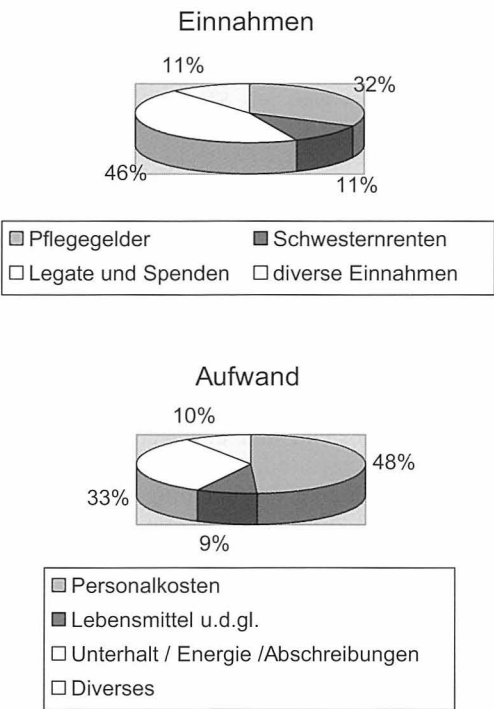 Einnahmen
11%
32%
46%
11%
Pflegegelder
Schwesternrenten
Legate und Spenden
diverse Einnahmen
Aufwand
10%
48%
33%
9%
Personalkosten
Lebensmittel u.d.gl.
Unterhalt / Energie /Abschreibungen
Diverses